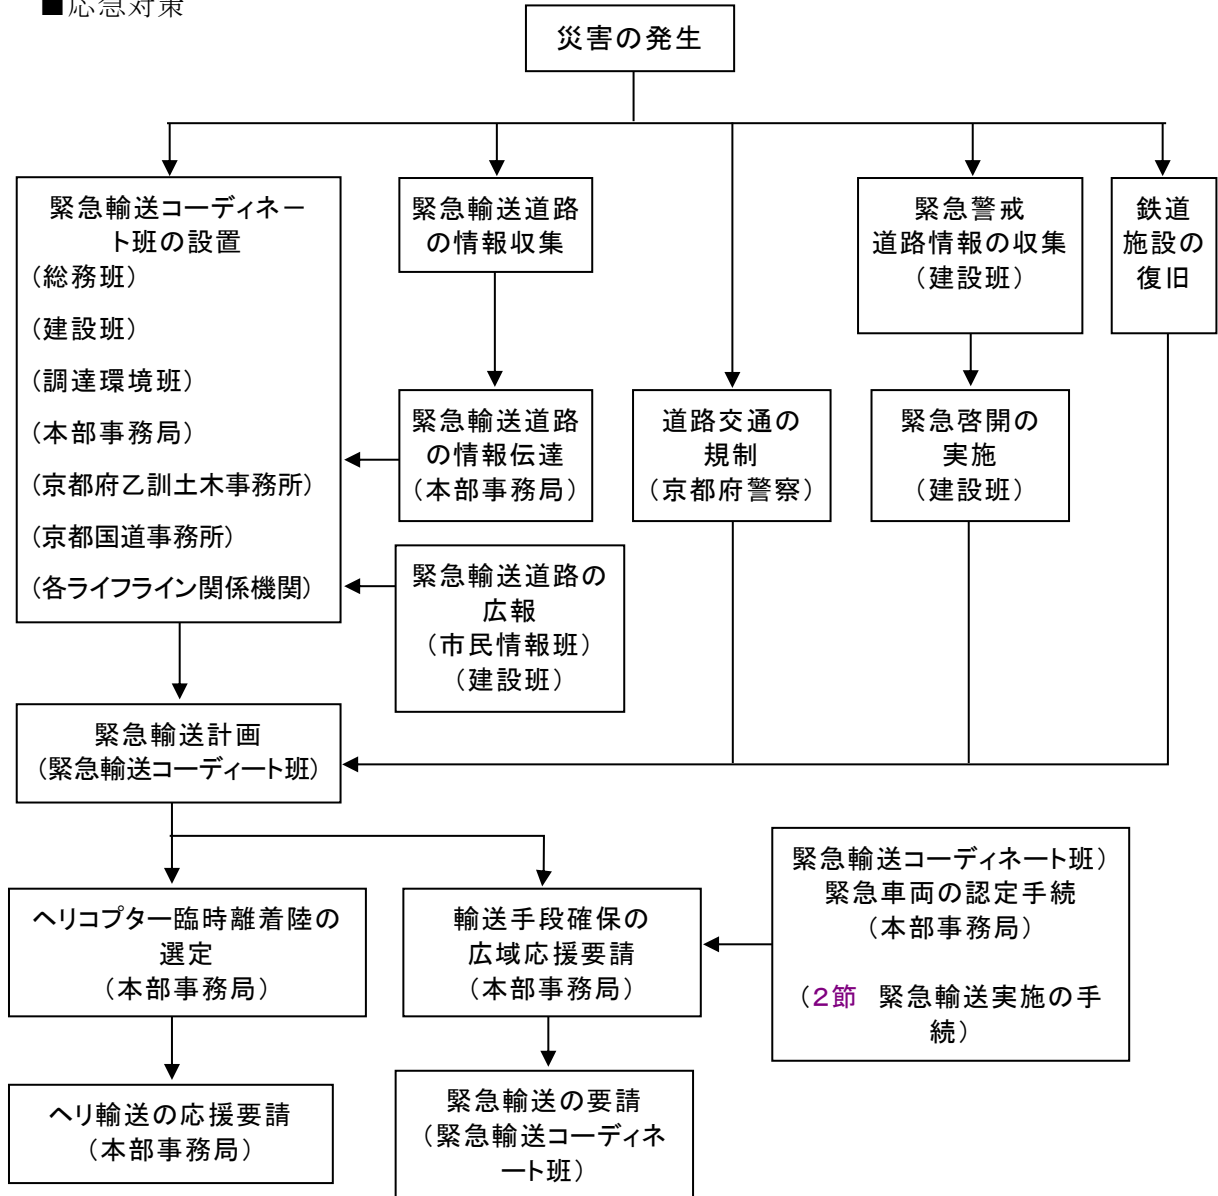 ■応急対策
災害の発生
緊急輸送コーディネー
ト班の設置
（総務班）
（建設班）
（調達環境班）
（本部事務局）
（京都府乙訓土木事務所）
（京都国道事務所）
（各ライフライン関係機関）
緊急輸送道路
の情報収集
緊急警戒
道路情報の収集
（建設班）
鉄道
施設の
復旧
緊急輸送道路
の情報伝達
（本部事務局）
道路交通の
規制
（京都府警察）
緊急啓開の
実施
（建設班）
緊急輸送道路の
広報
（市民情報班）
（建設班）
緊急輸送計画
（緊急輸送コーディート班）
ヘリコプター臨時離着陸の
選定
（本部事務局）
輸送手段確保の
広域応援要請
（本部事務局）
緊急輸送コーディネート班）
緊急車両の認定手続
（本部事務局）
（２節　緊急輸送実施の手
続）
ヘリ輸送の応援要請
（本部事務局）
緊急輸送の要請
（緊急輸送コーディネ
ート班）